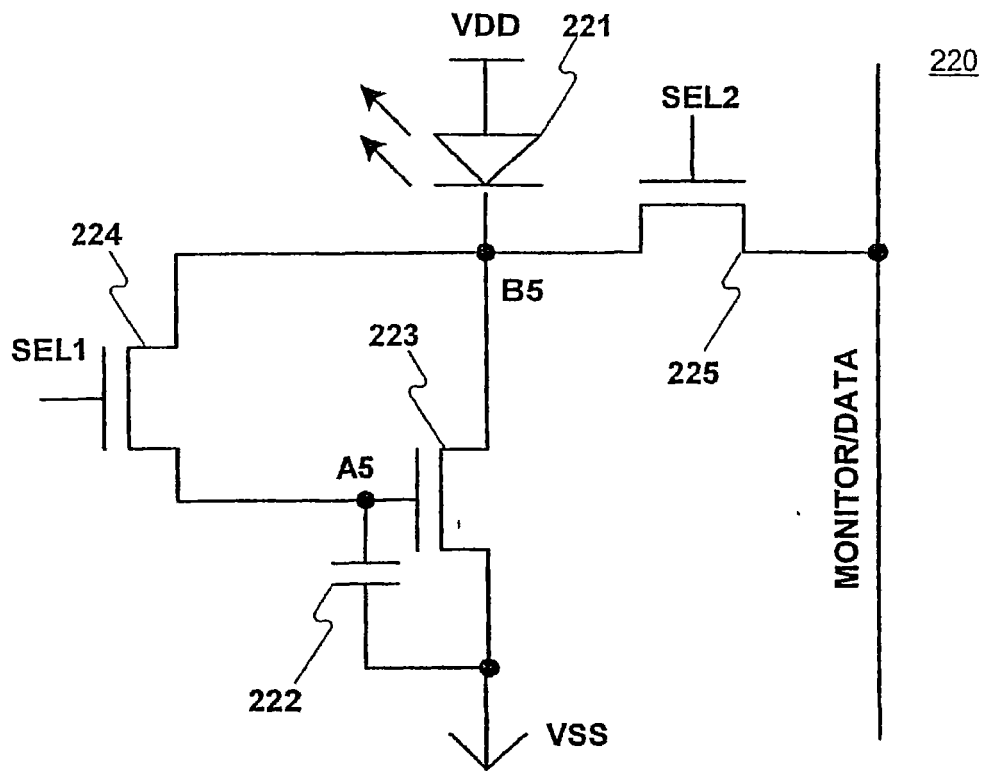 VDD
221
220
SEL2
224
B5
SEL1
223
225
A5
MONITOR/DATA
222
VSS